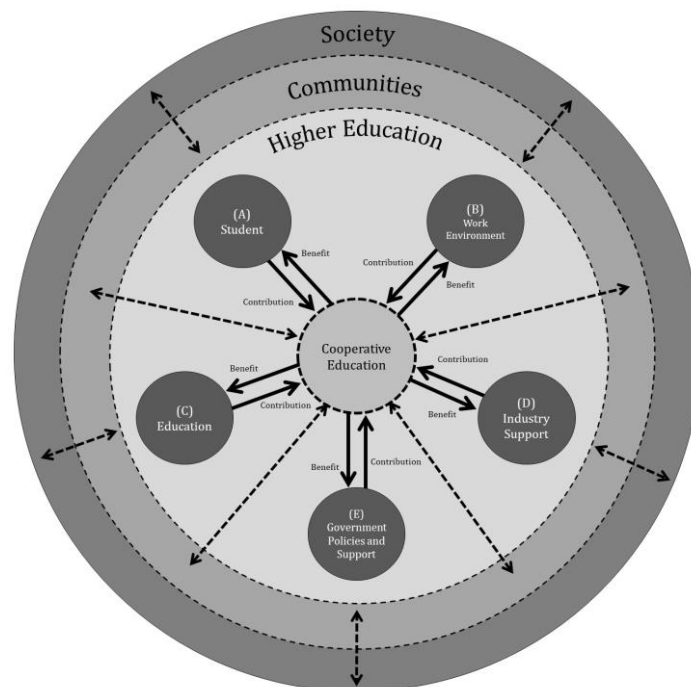 Society
Communities
Higher Education
(A)
Student
(B)
Work
Environment
Benefit
Contribution
Contribution
Benefit
Cooperative
Education
Benefit
Contribution
(C)
Education
Contribution
Benefit
(D)
Industry
Support
Benefit
Contribution
(E)
Government
Policies and
Support